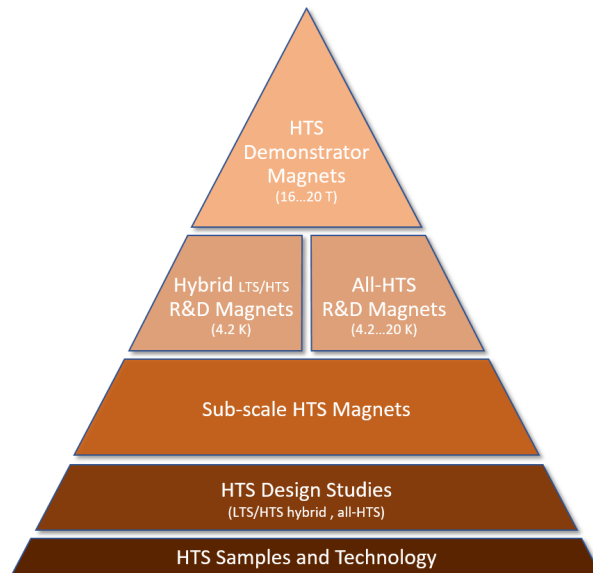 HTS
Demonstrator
Magnets
(16...20 T)
Hybrid LTS/HTS
R&D Magnets
(4.2 K)
All-HTS
R&D Magnets
(4.2...20 K)
Sub-scale HTS Magnets
HTS Design Studies
(LTS/HTS hybrid , all-HTS)
HTS Samples and Technology